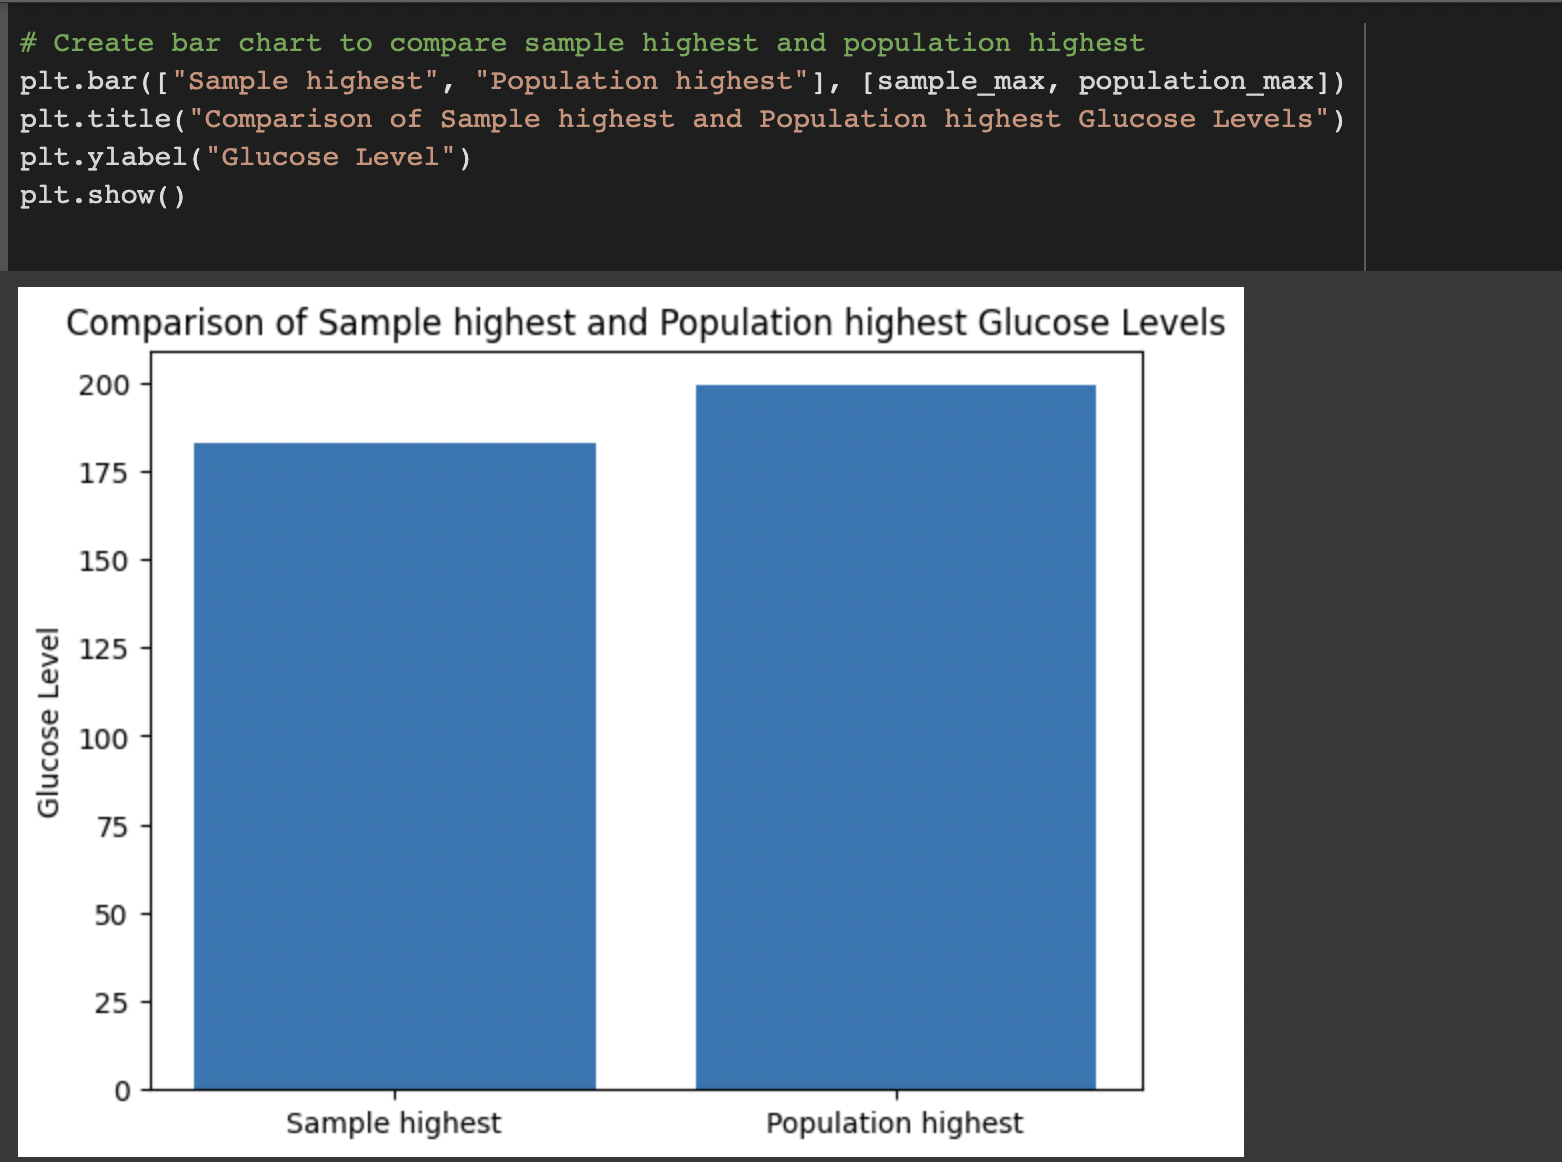 # Create bar chart to compare sample highest and population highest
plt.bar(["Sample highest", "Population highest"], [sample_max, population_max])
plt.title("Comparison of Sample highest and Population highest Glucose Levels")
plt.ylabel("Glucose Level")
plt.show()
Comparison of Sample highest and Population highest Glucose Levels
200
175
150
125
100
75
50
25
0
Glucose Level
Sample highest Population highest